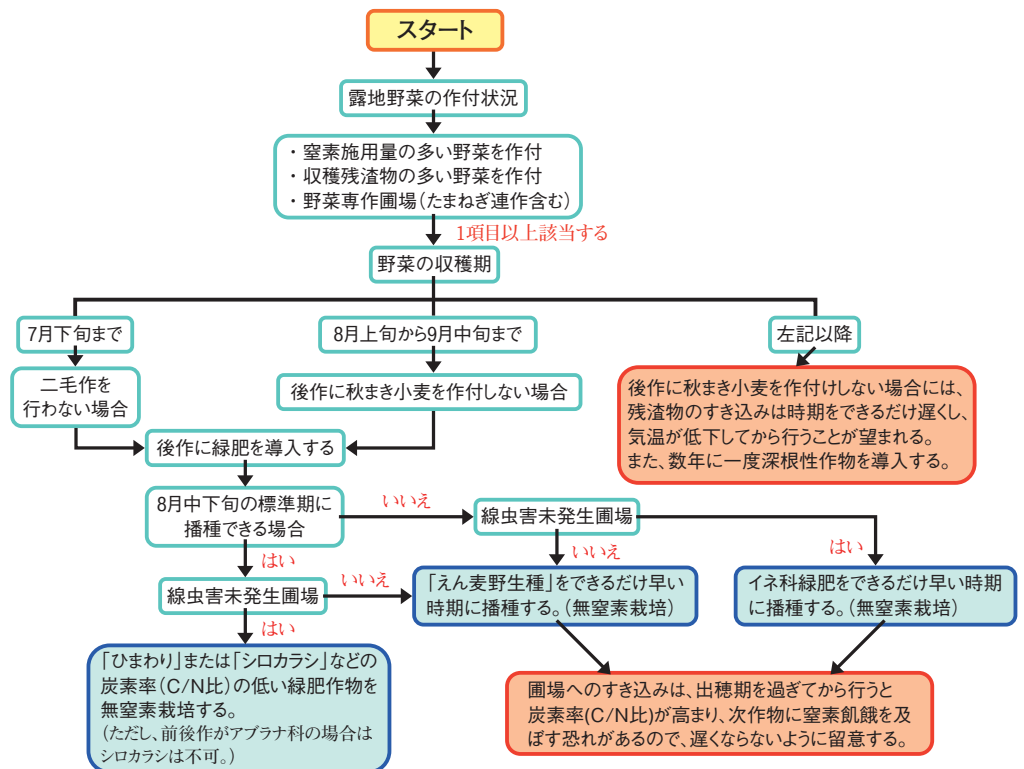 スタート
露地野菜の作付状況
・窒素施用量の多い野菜を作付
・収穫残渣物の多い野菜を作付
・野菜専作圃場（たまねぎ連作含む）
1項目以上該当する
野菜の収穫期
7月下旬まで
8月上旬から9月中旬まで
左記以降
二毛作を
行わない場合
後作に秋まき小麦を作付しない場合
後作に秋まき小麦を作付けしない場合には、
残渣物のすき込みは時期をできるだけ遅くし、
気温が低下してから行うことが望まれる。
また、数年に一度深根性作物を導入する。
後作に緑肥を導入する
8月中下旬の標準期に
播種できる場合
いいえ
線虫害未発生圃場
はい
いいえ
はい
線虫害未発生圃場
いいえ
はい
「えん麦野生種」をできるだけ早い
時期に播種する。（無窒素栽培）
イネ科緑肥をできるだけ早い時期
に播種する。（無窒素栽培）
「ひまわり」または「シロカラシ」などの
炭素率（C/N比）の低い緑肥作物を
無窒素栽培する。
（ただし、前後作がアブラナ科の場合は
シロカラシは不可。）
圃場へのすき込みは、出穂期を過ぎてから行うと
炭素率(C/N比)が高まり、次作物に窒素飢餓を及
ぼす恐れがあるので、遅くならないように留意する。